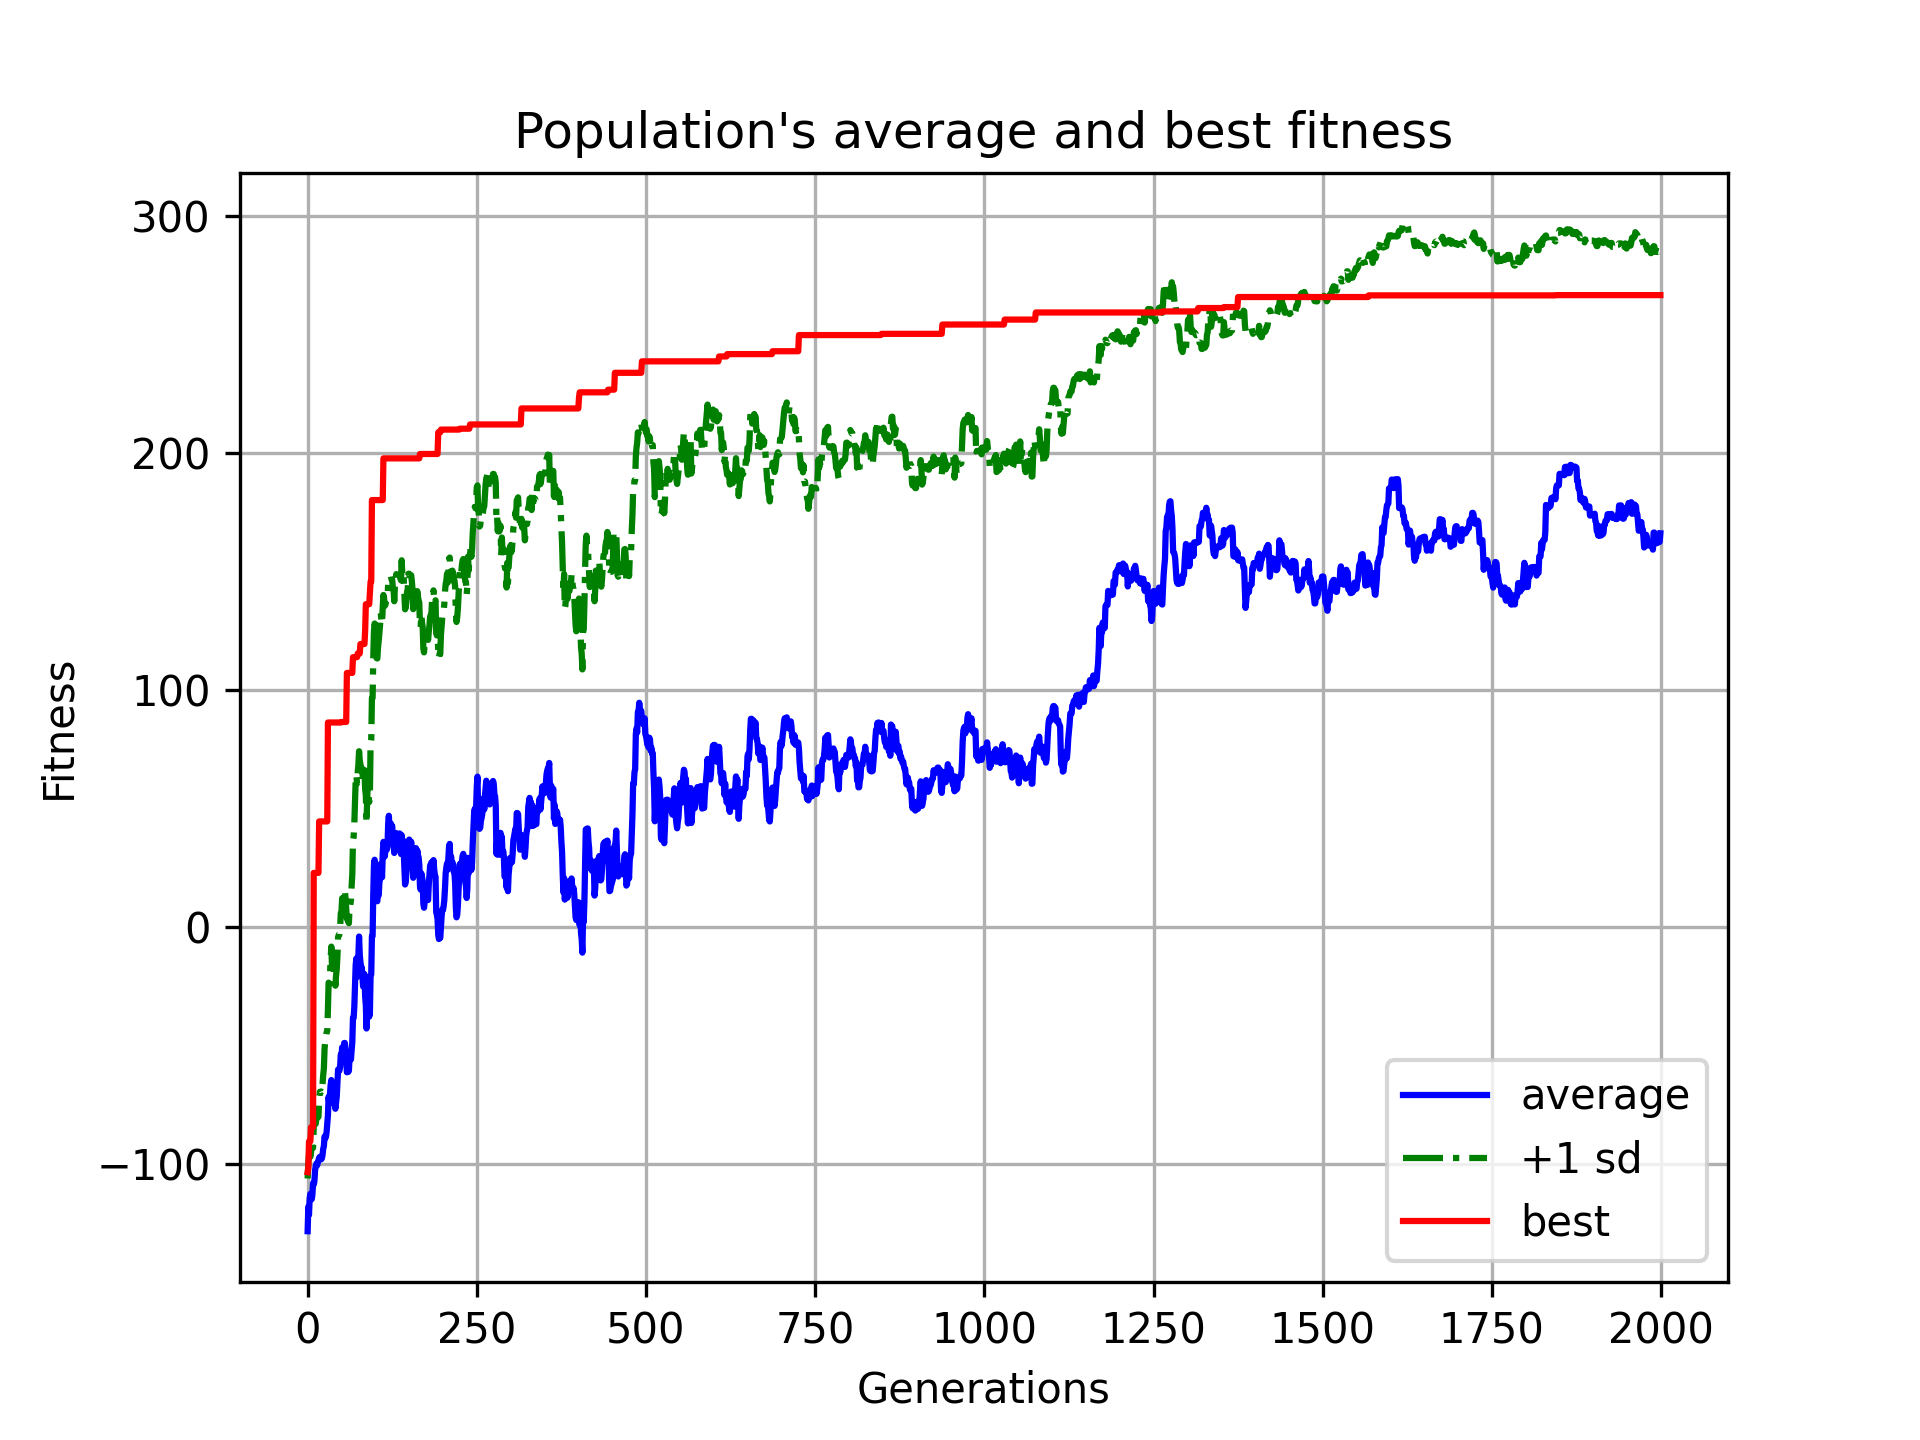 Population's average and best fitness
300
200
100
0
−100
Fitness
0 250 500 750 1000 1250 1500 1750 2000
Generations
average
+1 sd
best